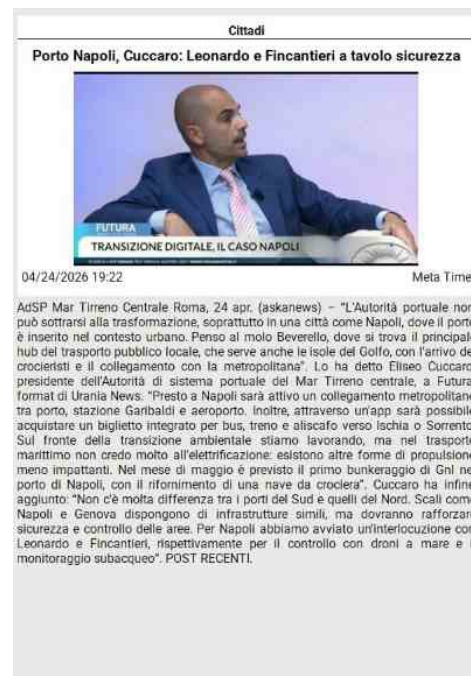 Cittadi
Porto Napoli, Cuccaro: Leonardo e Fincantieri a tavolo sicurezza
FUTURA
TRANSIZIONE DIGITALE, IL CASO NAPOLI
04/24/2026 19:22 Meta Time
AdSP Mar Tirreno Centrale Roma, 24 apr. (askanews) – "L'Autorità portuale non
può sottrarsi alla trasformazione, soprattutto in una città come Napoli, dove il porto
è inserito nel contesto urbano. Penso al molo Beverello, dove si trova il principale
hub del trasporto pubblico locale, che serve anche le isole del Golfo, con l'arrivo de
crocieristi e il collegamento con la metropolitana". Lo ha detto Eliseo Cuccaro
presidente dell'Autorità di sistema portuale del Mar Tirreno centrale, a Futura
format di Urania News. "Presto a Napoli sarà attivo un collegamento metropolitano
tra porto, stazione Garibaldi e aeroporto. Inoltre, attraverso un'app sarà possibile
acquistare un biglietto integrato per bus, treno e aliscafo verso Ischia o Sorrento
Sul fronte della transizione ambientale stiamo lavorando, ma nel trasporto
marittimo non credo molto all'elettrificazione: esistono altre forme di propulsione
meno impattanti. Nel mese di maggio è previsto il primo bunkeraggio di Gnl ne
porto di Napoli, con il rifornimento di una nave da crociera". Cuccaro ha infine
aggiunto: "Non c'è molta differenza tra i porti del Sud e quelli del Nord. Scali come
Napoli e Genova dispongono di infrastrutture simili, ma dovranno rafforzare
sicurezza e controllo delle aree. Per Napoli abbiamo avviato un'interlocuzione con
Leonardo e Fincantieri, rispettivamente per il controllo con droni a mare e i
monitoraggio subacqueo". POST RECENTI.